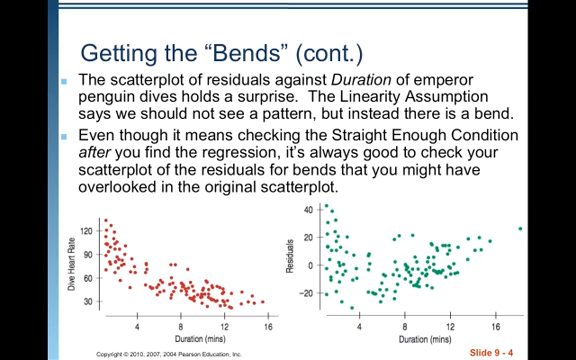 Getting the “Bends” (cont.)
The scatterplot of residuals against Duration of emperor
penguin dives holds a surprise.  The Linearity Assumption
says we should not see a pattern, but instead there is a bend.
Even though it means checking the Straight Enough Condition
after you find the regression, it’s always good to check your
scatterplot of the residuals for bends that you might have
overlooked in the original scatterplot.
Dive Heart Rate
120
90
60
30
4 8 12 16
Duration (mins)
Residuals
40
20
0
−20
4 8 12 16
Duration (mins)
Copyright © 2010, 2007, 2004 Pearson Education, Inc.
Slide 9 - 4